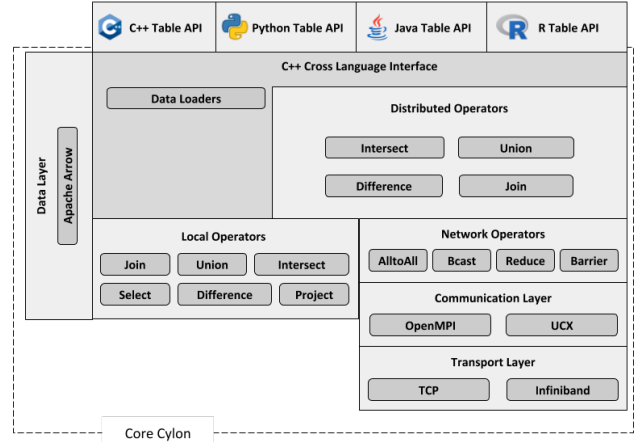 C++ Table API
Python Table API
Java Table API
R Table API
C++ Cross Language Interface
Data Layer
Apache Arrow
Data Loaders
Distributed Operators
Intersect
Union
Difference
Join
Local Operators
Join
Union
Intersect
Select
Difference
Project
Network Operators
AlltoAll
Bcast
Reduce
Barrier
Communication Layer
OpenMPI
UCX
Transport Layer
TCP
Infiniband
Core Cylon